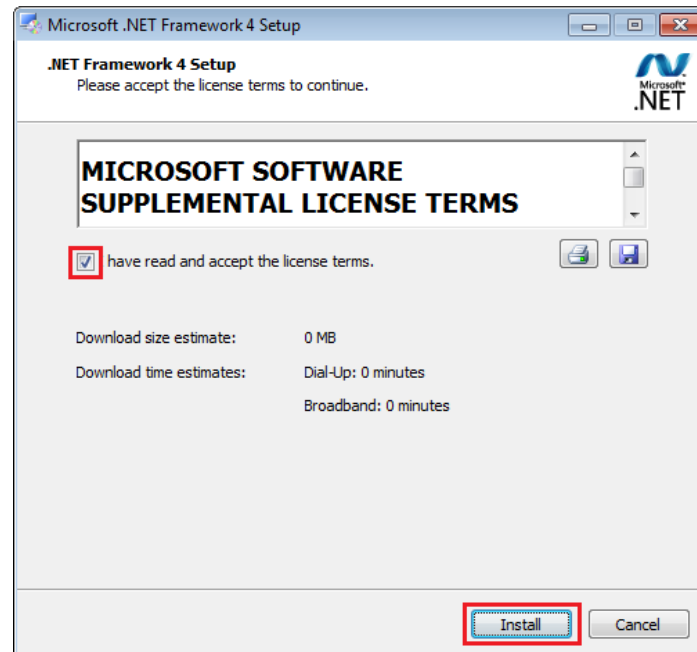 Microsoft .NET Framework 4 Setup
.NET Framework 4 Setup
Please accept the license terms to continue.
Microsoft
.NET
MICROSOFT SOFTWARE
SUPPLEMENTAL LICENSE TERMS
have read and accept the license terms.
Download size estimate: 0 MB
Download time estimates: Dial-Up: 0 minutes
Broadband: 0 minutes
Install Cancel